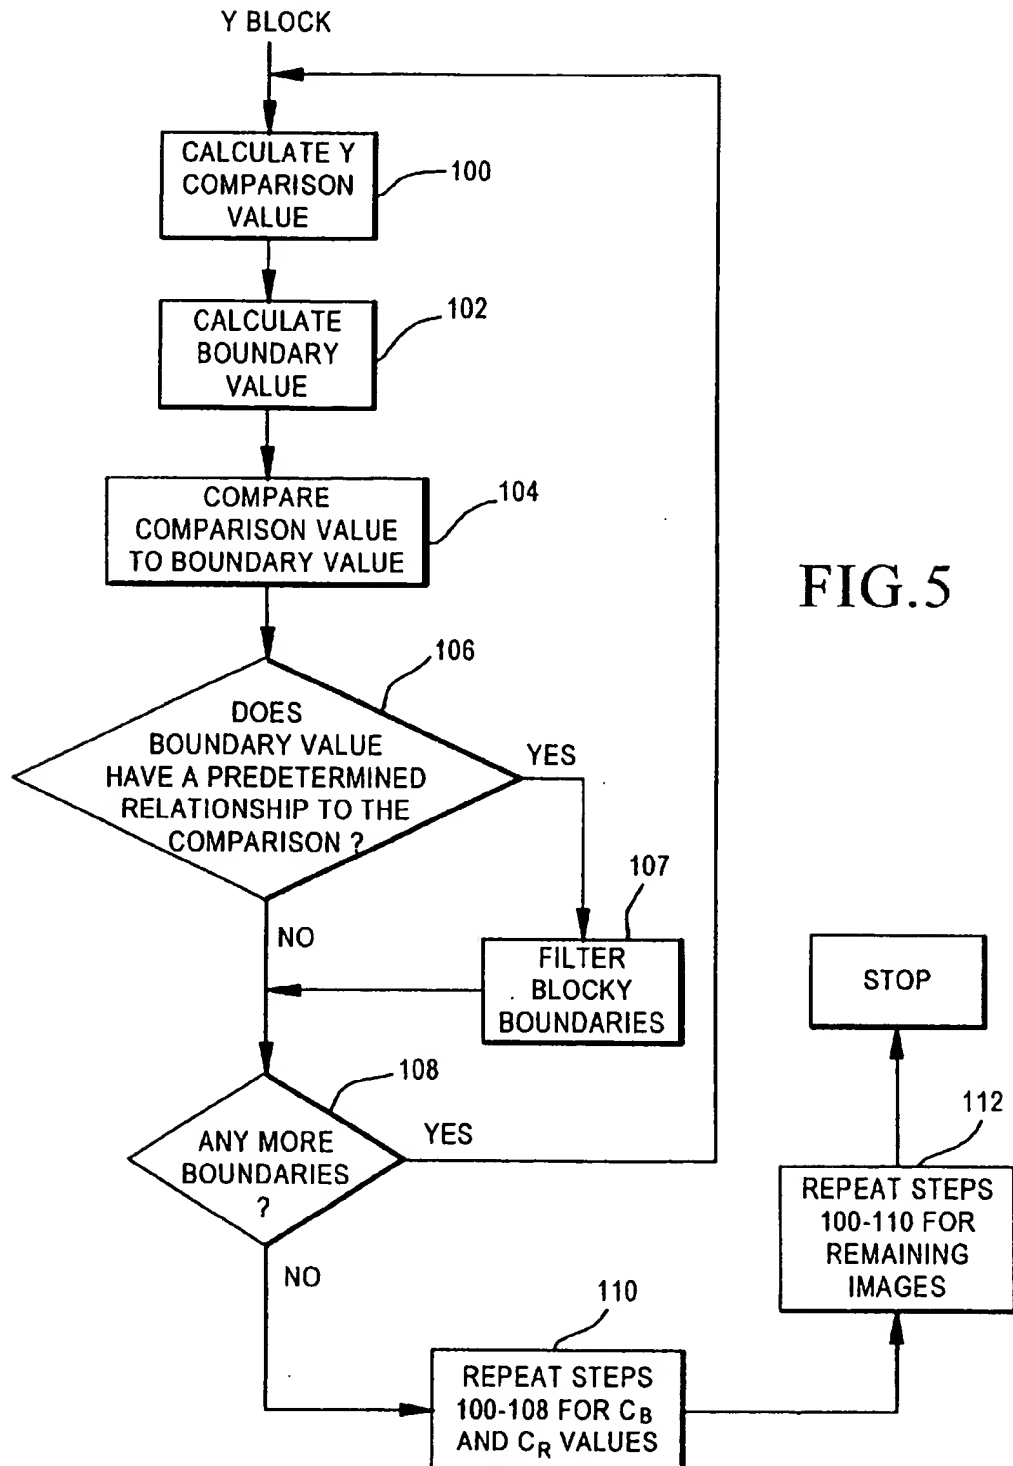 Y BLOCK
CALCULATE Y
COMPARISON
VALUE
100
CALCULATE
BOUNDARY
VALUE
102
COMPARE
COMPARISON VALUE
TO BOUNDARY VALUE
104
FIG.5
106
DOES
BOUNDARY VALUE
HAVE A PREDETERMINED
RELATIONSHIP TO THE
COMPARISON ?
YES
NO
107
FILTER
BLOCKY
BOUNDARIES
STOP
108
ANY MORE
BOUNDARIES
?
YES
NO
112
REPEAT STEPS
100-110 FOR
REMAINING
IMAGES
110
REPEAT STEPS
100-108 FOR CB
AND CR VALUES